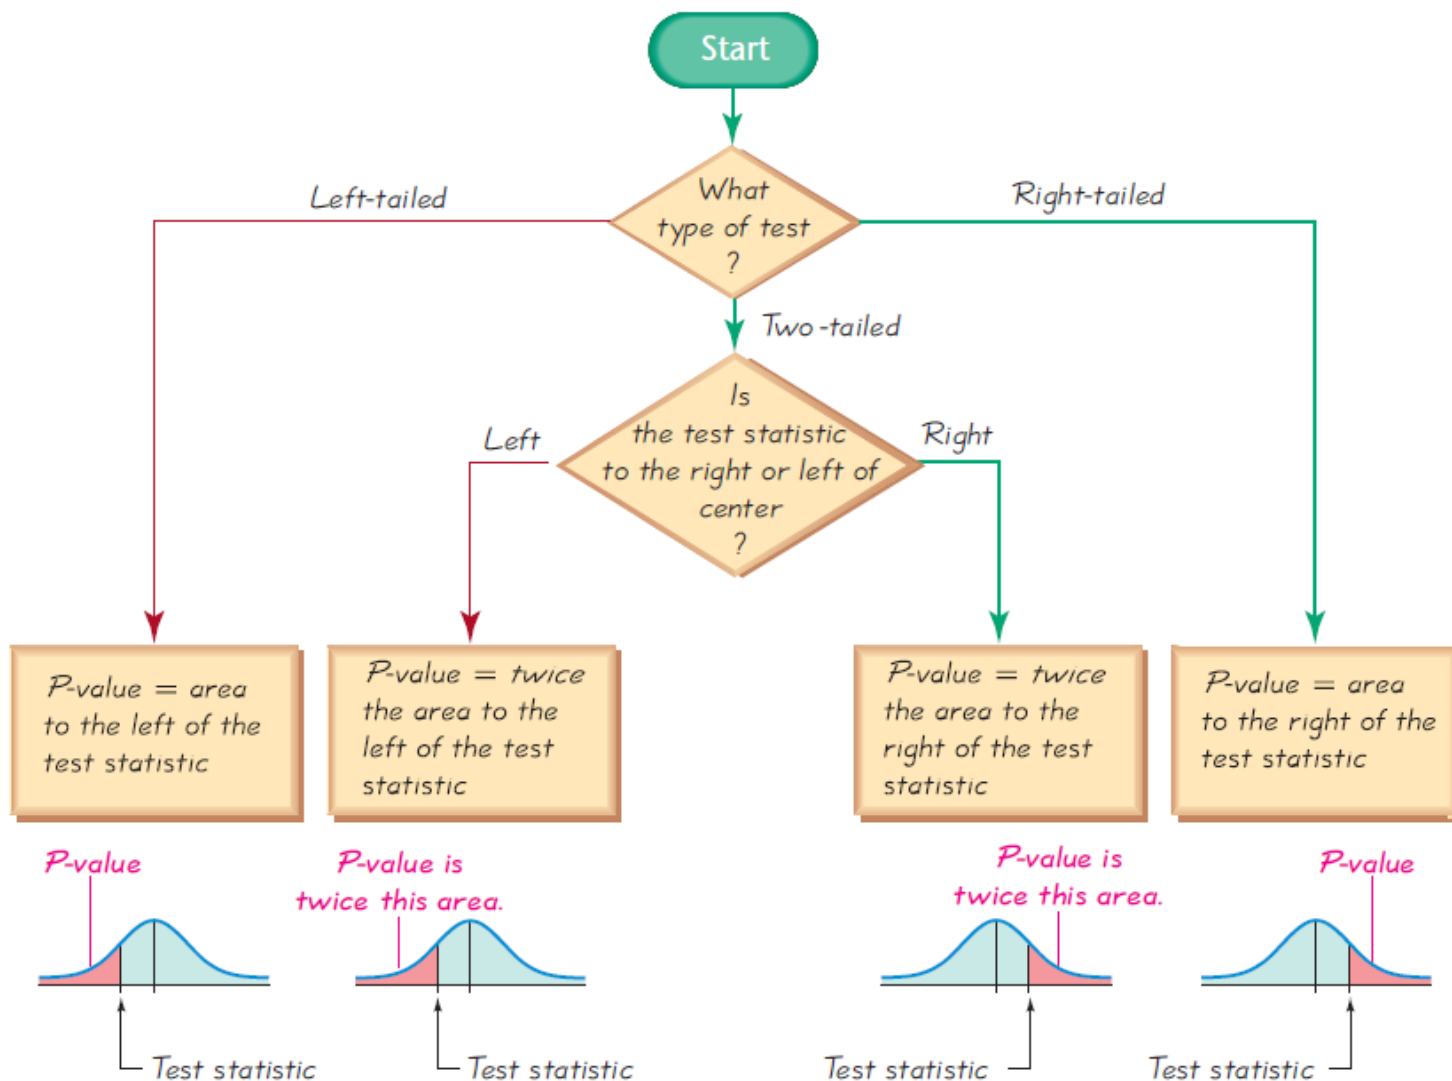 Start
What
type of test
?
Left-tailed
Right-tailed
Two-tailed
Is
the test statistic
to the right or left of
center
?
Left
Right
P-value = area
to the left of the
test statistic
P-value = twice
the area to the
left of the test
statistic
P-value = twice
the area to the
right of the test
statistic
P-value = area
to the right of the
test statistic
P-value
P-value is
twice this area.
P-value is
twice this area.
P-value
Test statistic
Test statistic
Test statistic
Test statistic